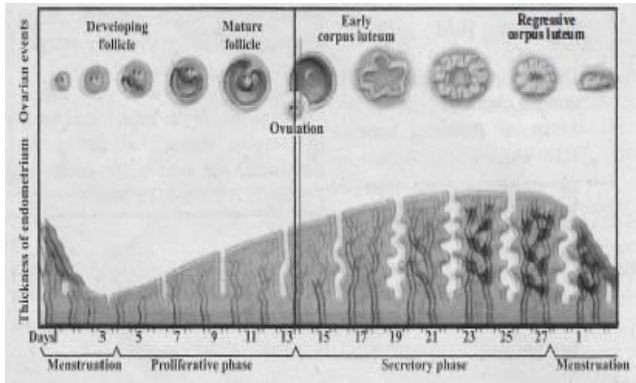 Developing
follicle
Mature
follicle
Early
corpus luteum
Regressive
corpus luteum
Ovulation
Ovarian events
Thickness of endometrium
Days 3 5 7 9 11 13 15 17 19 21 23 25 27 1
Menstruation Proliferative phase Secretory phase Menstruation